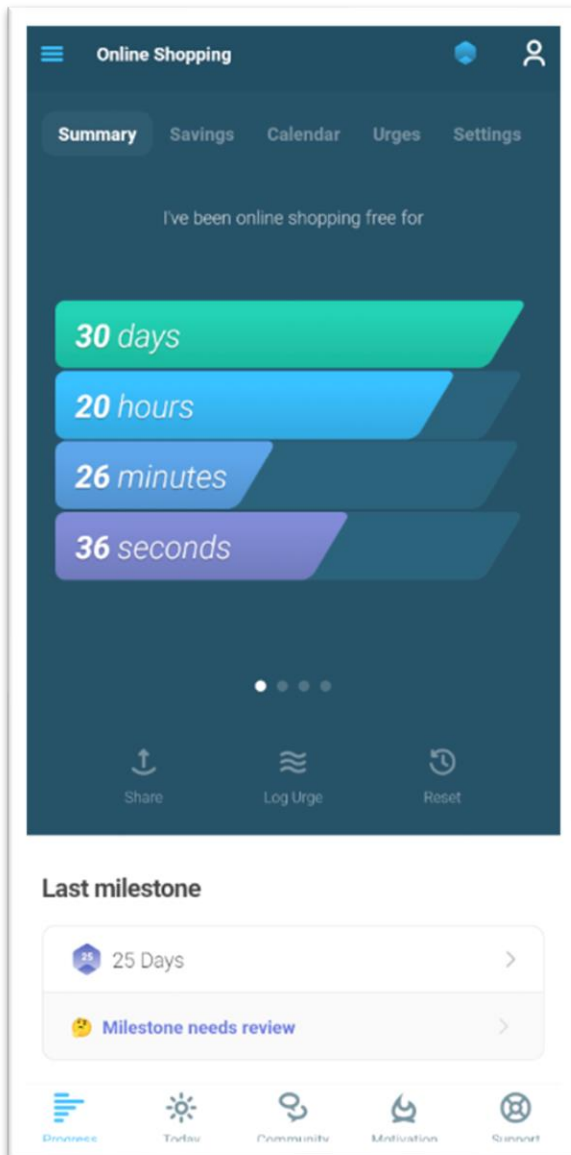 Online Shopping
Summary Savings Calendar Urges Settings
I've been online shopping free for
30 days
20 hours
26 minutes
36 seconds
Share Log Urge Reset
Last milestone
25 25 Days
Milestone needs review
Progress Today Community Motivation Support